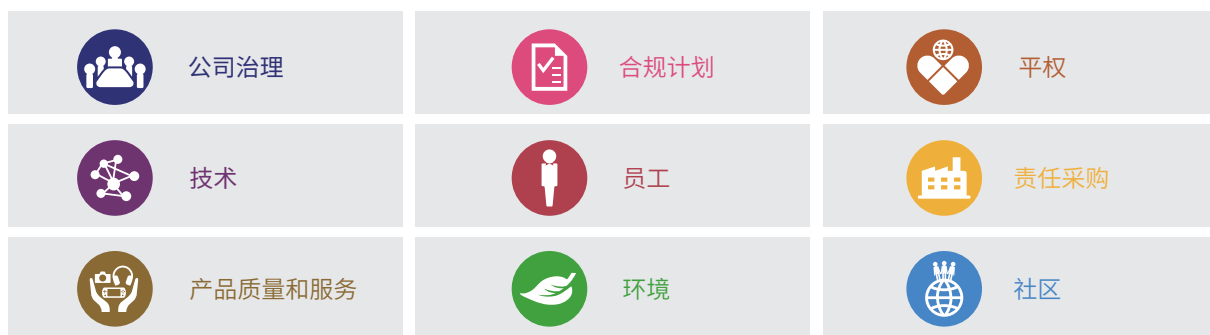 公司治理
合规计划
平权
技术
员工
责任采购
产品质量和服务
环境
社区